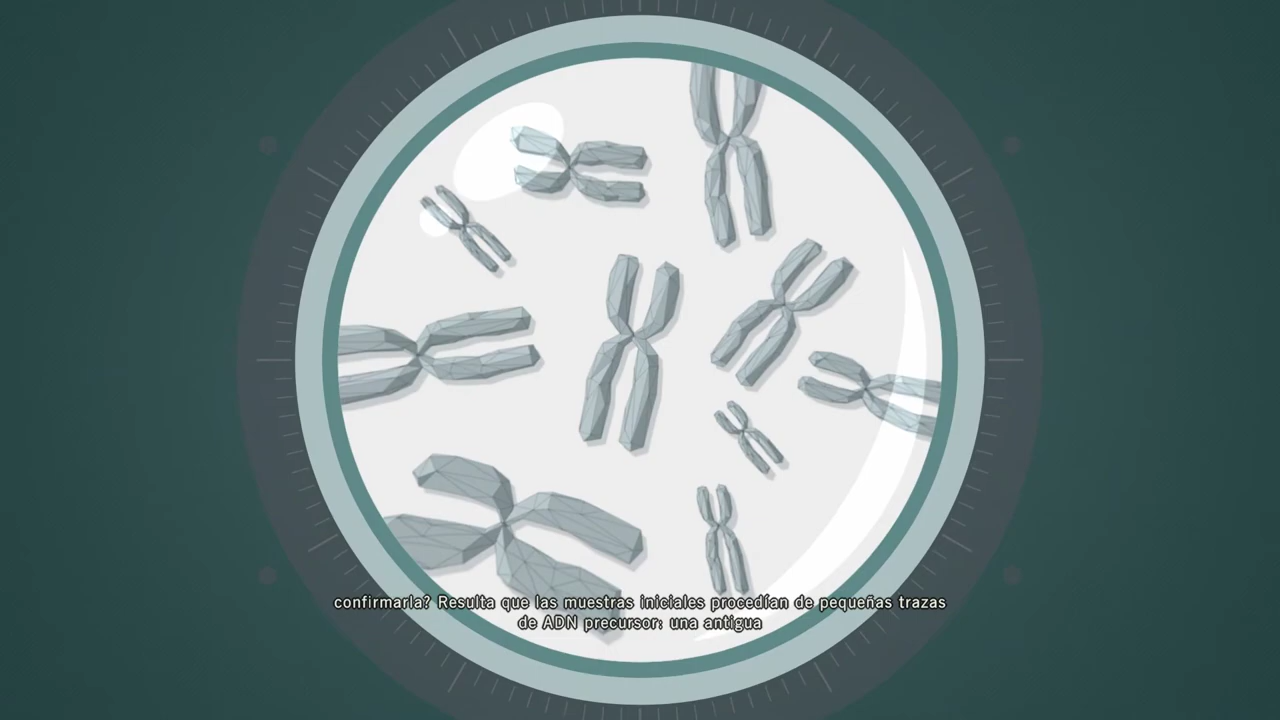 confirmarla? Resulta que las muestras iniciales procedían de pequeñas trazas
de ADN precursor: una antigua